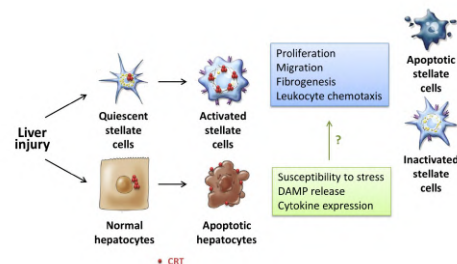 Liver
injury
Quiescent
stellate
cells
Activated
stellate
cells
Normal
hepatocytes
Apoptotic
hepatocytes
Proliferation
Migration
Fibrogenesis
Leukocyte chemotaxis
?
Susceptibility to stress
DAMP release
Cytokine expression
Apoptotic
stellate
cells
Inactivated
stellate
cells
CRT